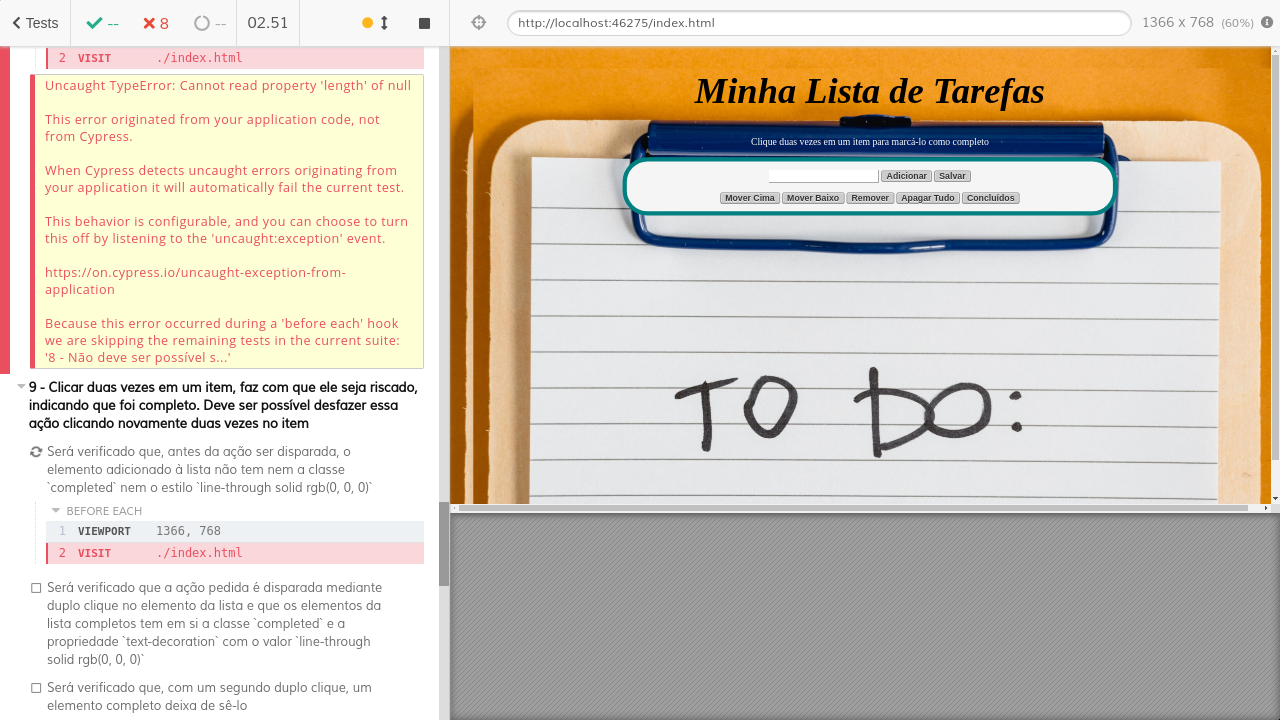 Tests
--
8
--
02.51
http://localhost:46275/index.html
1366 x 768 (60%)
2 VISIT ./index.html
Uncaught TypeError: Cannot read property 'length' of null
This error originated from your application code, not
from Cypress.
When Cypress detects uncaught errors originating from
your application it will automatically fail the current test.
This behavior is configurable, and you can choose to turn
this off by listening to the 'uncaught:exception' event.
https://on.cypress.io/uncaught-exception-from-
application
Because this error occurred during a 'before each' hook
we are skipping the remaining tests in the current suite:
'8 - Não deve ser possível s...'
9 - Clicar duas vezes em um item, faz com que ele seja riscado,
indicando que foi completo. Deve ser possível desfazer essa
ação clicando novamente duas vezes no item
Será verificado que, antes da ação ser disparada, o
elemento adicionado à lista não tem nem a classe
`completed` nem o estilo `line-through solid rgb(0, 0, 0)`
BEFORE EACH
1 VIEWPORT 1366, 768
2 VISIT ./index.html
Será verificado que a ação pedida é disparada mediante
duplo clique no elemento da lista e que os elementos da
lista completos tem em si a classe `completed` e a
propriedade `text-decoration` com o valor `line-through
solid rgb(0, 0, 0)`
Será verificado que, com um segundo duplo clique, um
elemento completo deixa de sê-lo
Minha Lista de Tarefas
Clique duas vezes em um item para marcá-lo como completo
Adicionar Salvar
Mover Cima Mover Baixo Remover Apagar Tudo Concluídos
TO DO: